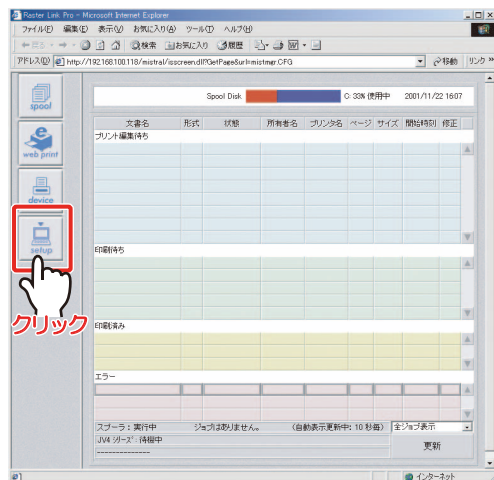 Raster Link Pro - Microsoft Internet Explorer
ファイル(F) 編集(E) 表示(V) お気に入り(A) ツール(T) ヘルプ(H)
戻る 検索 お気に入り 履歴
アドレス(D) http://192.168.100.118/mistral/isscreen.dll?GetPage&url=mistmgr.CFG 移動 リンク »
spool
web print
device
setup
クリック
Spool Disk C: 33% 使用中 2001/11/22 16:07
文書名 形式 状態 所有者名 プリンタ名 ページ サイズ 開始時刻 修正
プリント編集待ち
印刷待ち
印刷済み
エラー
スプーラ : 実行中 ジョブはありません。 (自動表示更新中: 10 秒毎) 全ジョブ表示
JV4 シリーズ : 待機中 更新
--------------
インターネット